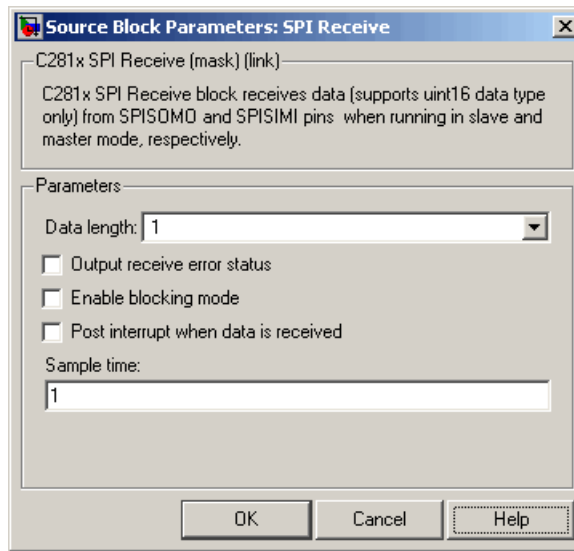 Source Block Parameters: SPI Receive
C281x SPI Receive (mask) (link)
C281x SPI Receive block receives data (supports uint16 data type
only) from SPISOMO and SPISIMI pins when running in slave and
master mode, respectively.
Parameters
Data length: 1
Output receive error status
Enable blocking mode
Post interrupt when data is received
Sample time:
1
OK Cancel Help